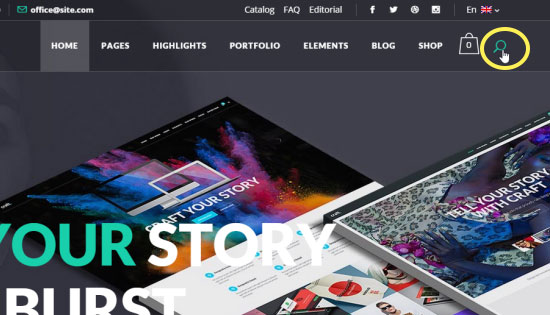 office@site.com Catalog FAQ Editorial En
HOME PAGES HIGHLIGHTS PORTFOLIO ELEMENTS BLOG SHOP 0
CRAFT YOUR STORY
TELL YOUR STORY
WITH CRAFT
YOUR STORY
BURST